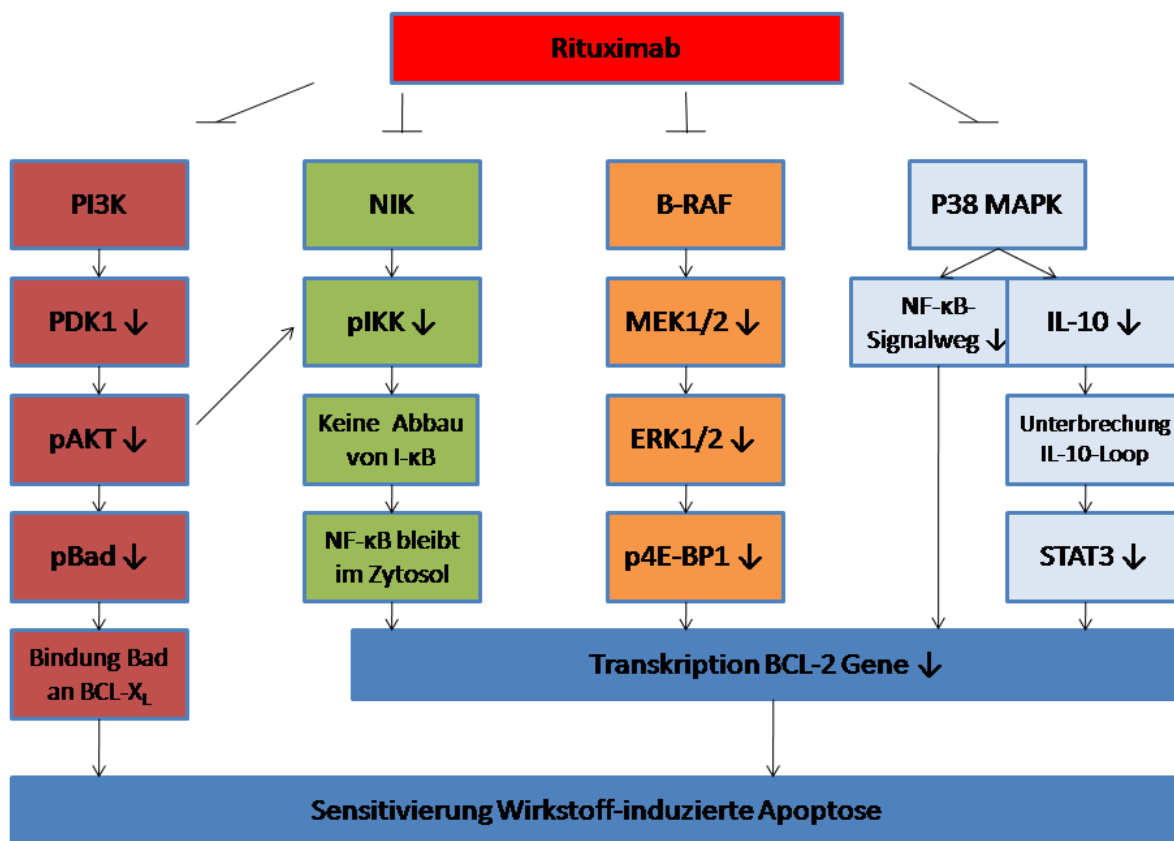 Rituximab
PI3K
NIK
B-RAF
P38 MAPK
PDK1 ↓
pIKK ↓
MEK1/2 ↓
NF-κB-
Signalweg ↓
IL-10 ↓
pAKT ↓
Keine Abbau
von I-κB
ERK1/2 ↓
Unterbrechung
IL-10-Loop
pBad ↓
NF-κB bleibt
im Zytosol
p4E-BP1 ↓
STAT3 ↓
Bindung Bad
an BCL-X_L
Transkription BCL-2 Gene ↓
Sensitivierung Wirkstoff-induzierte Apoptose